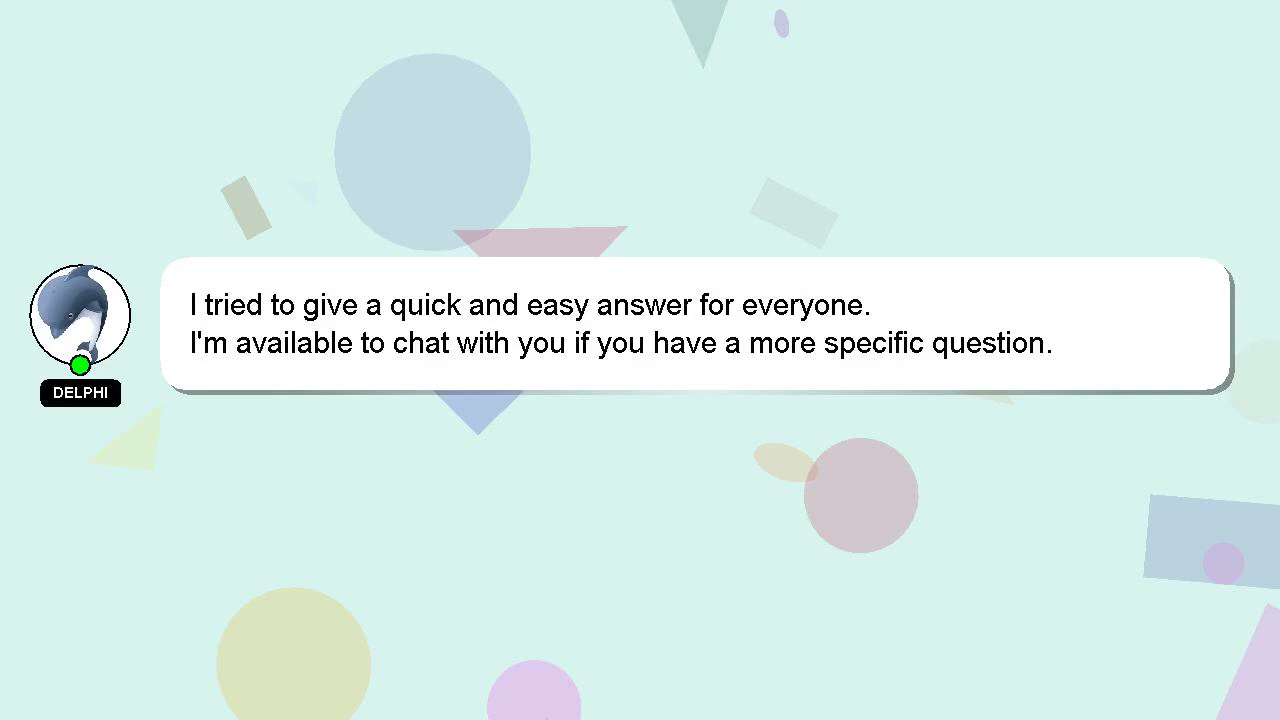 I tried to give a quick and easy answer for everyone.
I'm available to chat with you if you have a more specific question.
DELPHI